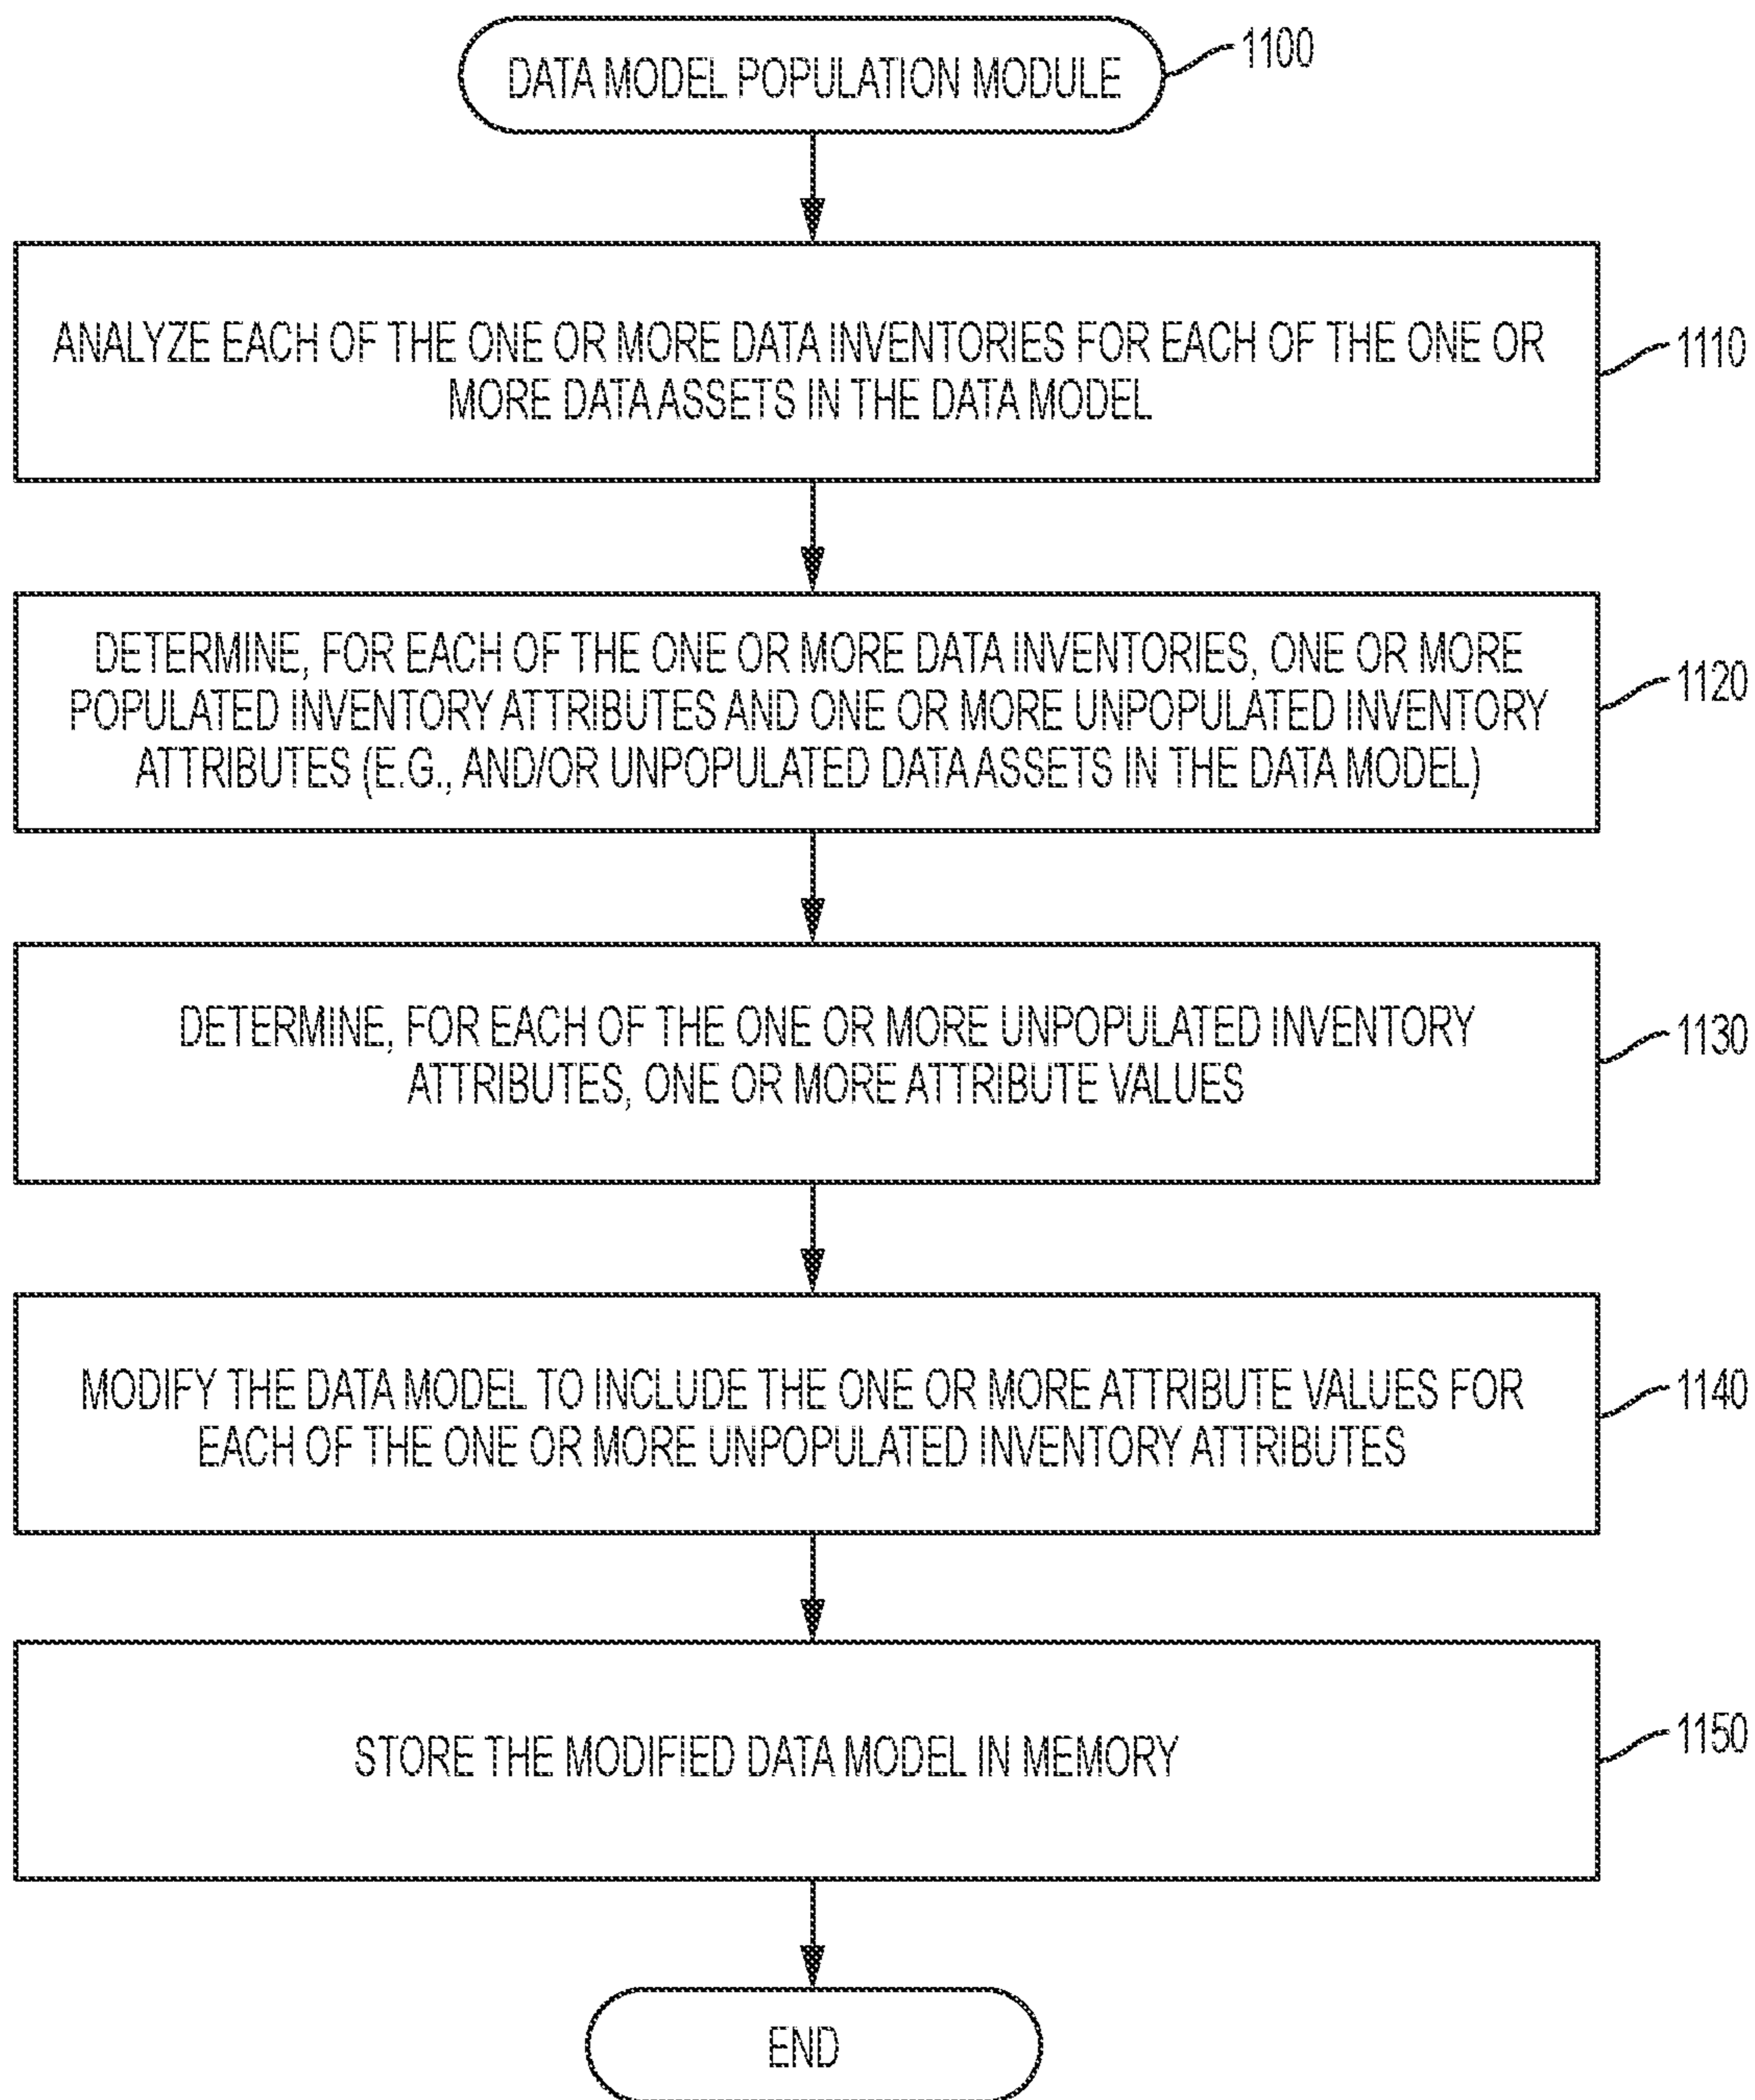 DATA MODEL POPULATION MODULE
1100
ANALYZE EACH OF THE ONE OR MORE DATA INVENTORIES FOR EACH OF THE ONE OR
MORE DATA ASSETS IN THE DATA MODEL
1110
DETERMINE, FOR EACH OF THE ONE OR MORE DATA INVENTORIES, ONE OR MORE
POPULATED INVENTORY ATTRIBUTES AND ONE OR MORE UNPOPULATED INVENTORY
ATTRIBUTES (E.G., AND/OR UNPOPULATED DATA ASSETS IN THE DATA MODEL)
1120
DETERMINE, FOR EACH OF THE ONE OR MORE UNPOPULATED INVENTORY
ATTRIBUTES, ONE OR MORE ATTRIBUTE VALUES
1130
MODIFY THE DATA MODEL TO INCLUDE THE ONE OR MORE ATTRIBUTE VALUES FOR
EACH OF THE ONE OR MORE UNPOPULATED INVENTORY ATTRIBUTES
1140
STORE THE MODIFIED DATA MODEL IN MEMORY
1150
END